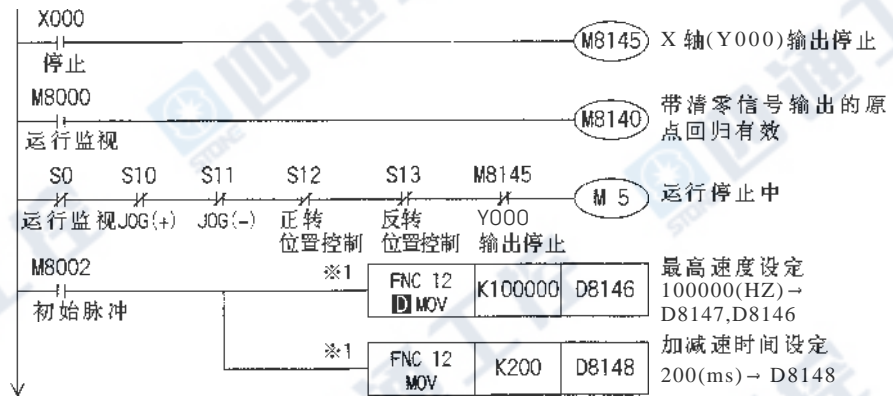 X000
停止
M8145
X轴(Y000)输出停止
M8000
运行监视
M8140
带清零信号输出的原
点回归有效
S0 S10 S11 S12 S13 M8145
运行监视 JOG(+) JOG(-) 正转 反转 Y000
位置控制 位置控制 输出停止
M 5
运行停止中
M8002
初始脉冲
※1
FNC 12
D MOV
K100000
D8146
最高速度设定
100000(HZ)→
D8147,D8146
※1
FNC 12
MOV
K200
D8148
加减速时间设定
200(ms)→ D8148